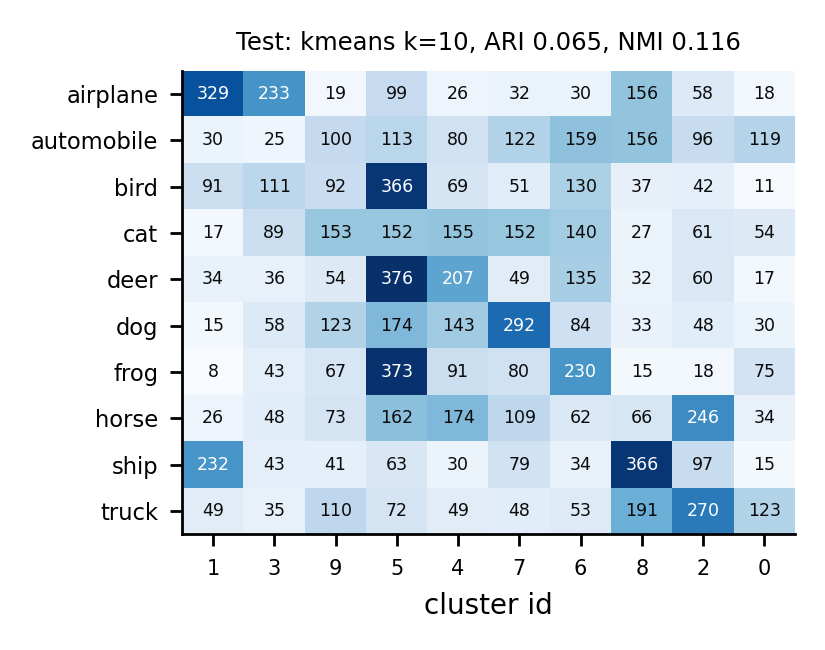 Test: kmeans k=10, ARI 0.065, NMI 0.116
airplane 329 233 19 99 26 32 30 156 58 18
automobile 30 25 100 113 80 122 159 156 96 119
bird 91 111 92 366 69 51 130 37 42 11
cat 17 89 153 152 155 152 140 27 61 54
deer 34 36 54 376 207 49 135 32 60 17
dog 15 58 123 174 143 292 84 33 48 30
frog 8 43 67 373 91 80 230 15 18 75
horse 26 48 73 162 174 109 62 66 246 34
ship 232 43 41 63 30 79 34 366 97 15
truck 49 35 110 72 49 48 53 191 270 123
1 3 9 5 4 7 6 8 2 0
cluster id